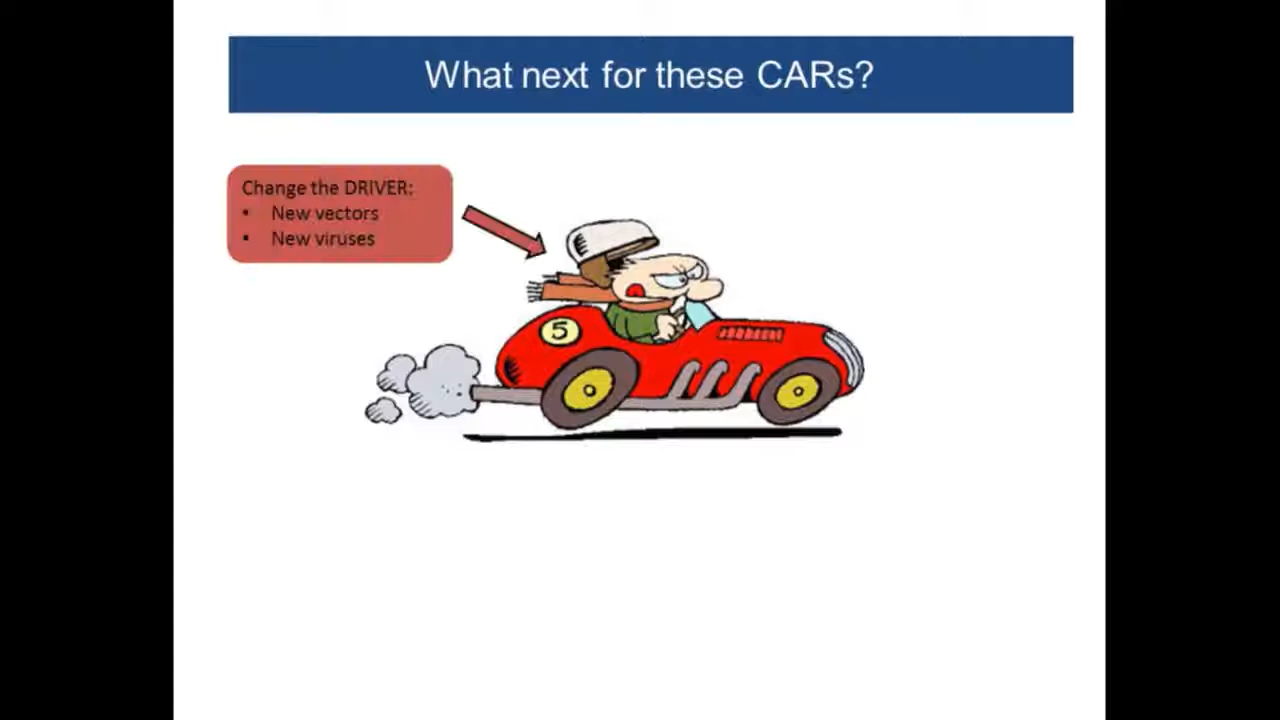 What next for these CARs?
Change the DRIVER:
• New vectors
• New viruses
5